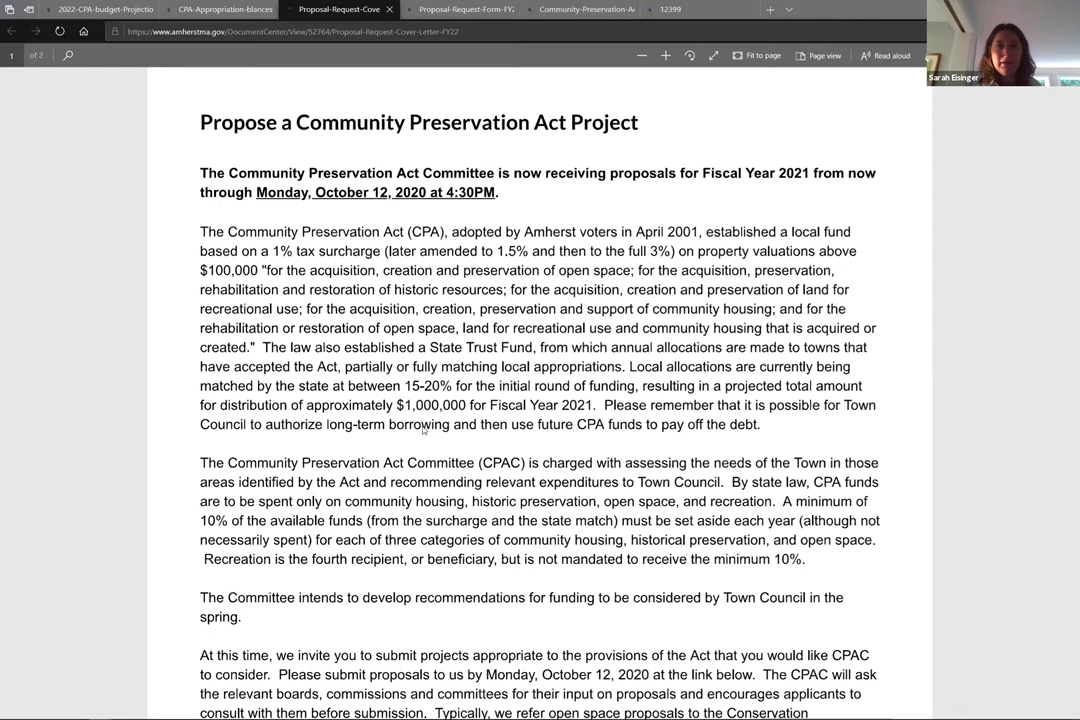 2022-CPA-budget-Projectio
CPA-Appropriation-blances
Proposal-Request-Cove
Proposal-Request-Form-FY2
Community-Preservation-A
12399
https://www.amherstma.gov/DocumentCenter/View/52764/Proposal-Request-Cover-Letter-FY22
1 of 2
Fit to page
Page view
Read aloud
Sarah Eisinger
Propose a Community Preservation Act Project
The Community Preservation Act Committee is now receiving proposals for Fiscal Year 2021 from now
through Monday, October 12, 2020 at 4:30PM.
The Community Preservation Act (CPA), adopted by Amherst voters in April 2001, established a local fund
based on a 1% tax surcharge (later amended to 1.5% and then to the full 3%) on property valuations above
$100,000 "for the acquisition, creation and preservation of open space; for the acquisition, preservation,
rehabilitation and restoration of historic resources; for the acquisition, creation and preservation of land for
recreational use; for the acquisition, creation, preservation and support of community housing; and for the
rehabilitation or restoration of open space, land for recreational use and community housing that is acquired or
created." The law also established a State Trust Fund, from which annual allocations are made to towns that
have accepted the Act, partially or fully matching local appropriations. Local allocations are currently being
matched by the state at between 15-20% for the initial round of funding, resulting in a projected total amount
for distribution of approximately $1,000,000 for Fiscal Year 2021. Please remember that it is possible for Town
Council to authorize long-term borrowing and then use future CPA funds to pay off the debt.
The Community Preservation Act Committee (CPAC) is charged with assessing the needs of the Town in those
areas identified by the Act and recommending relevant expenditures to Town Council. By state law, CPA funds
are to be spent only on community housing, historic preservation, open space, and recreation. A minimum of
10% of the available funds (from the surcharge and the state match) must be set aside each year (although not
necessarily spent) for each of three categories of community housing, historical preservation, and open space.
Recreation is the fourth recipient, or beneficiary, but is not mandated to receive the minimum 10%.
The Committee intends to develop recommendations for funding to be considered by Town Council in the
spring.
At this time, we invite you to submit projects appropriate to the provisions of the Act that you would like CPAC
to consider. Please submit proposals to us by Monday, October 12, 2020 at the link below. The CPAC will ask
the relevant boards, commissions and committees for their input on proposals and encourages applicants to
consult with them before submission. Typically, we refer open space proposals to the Conservation